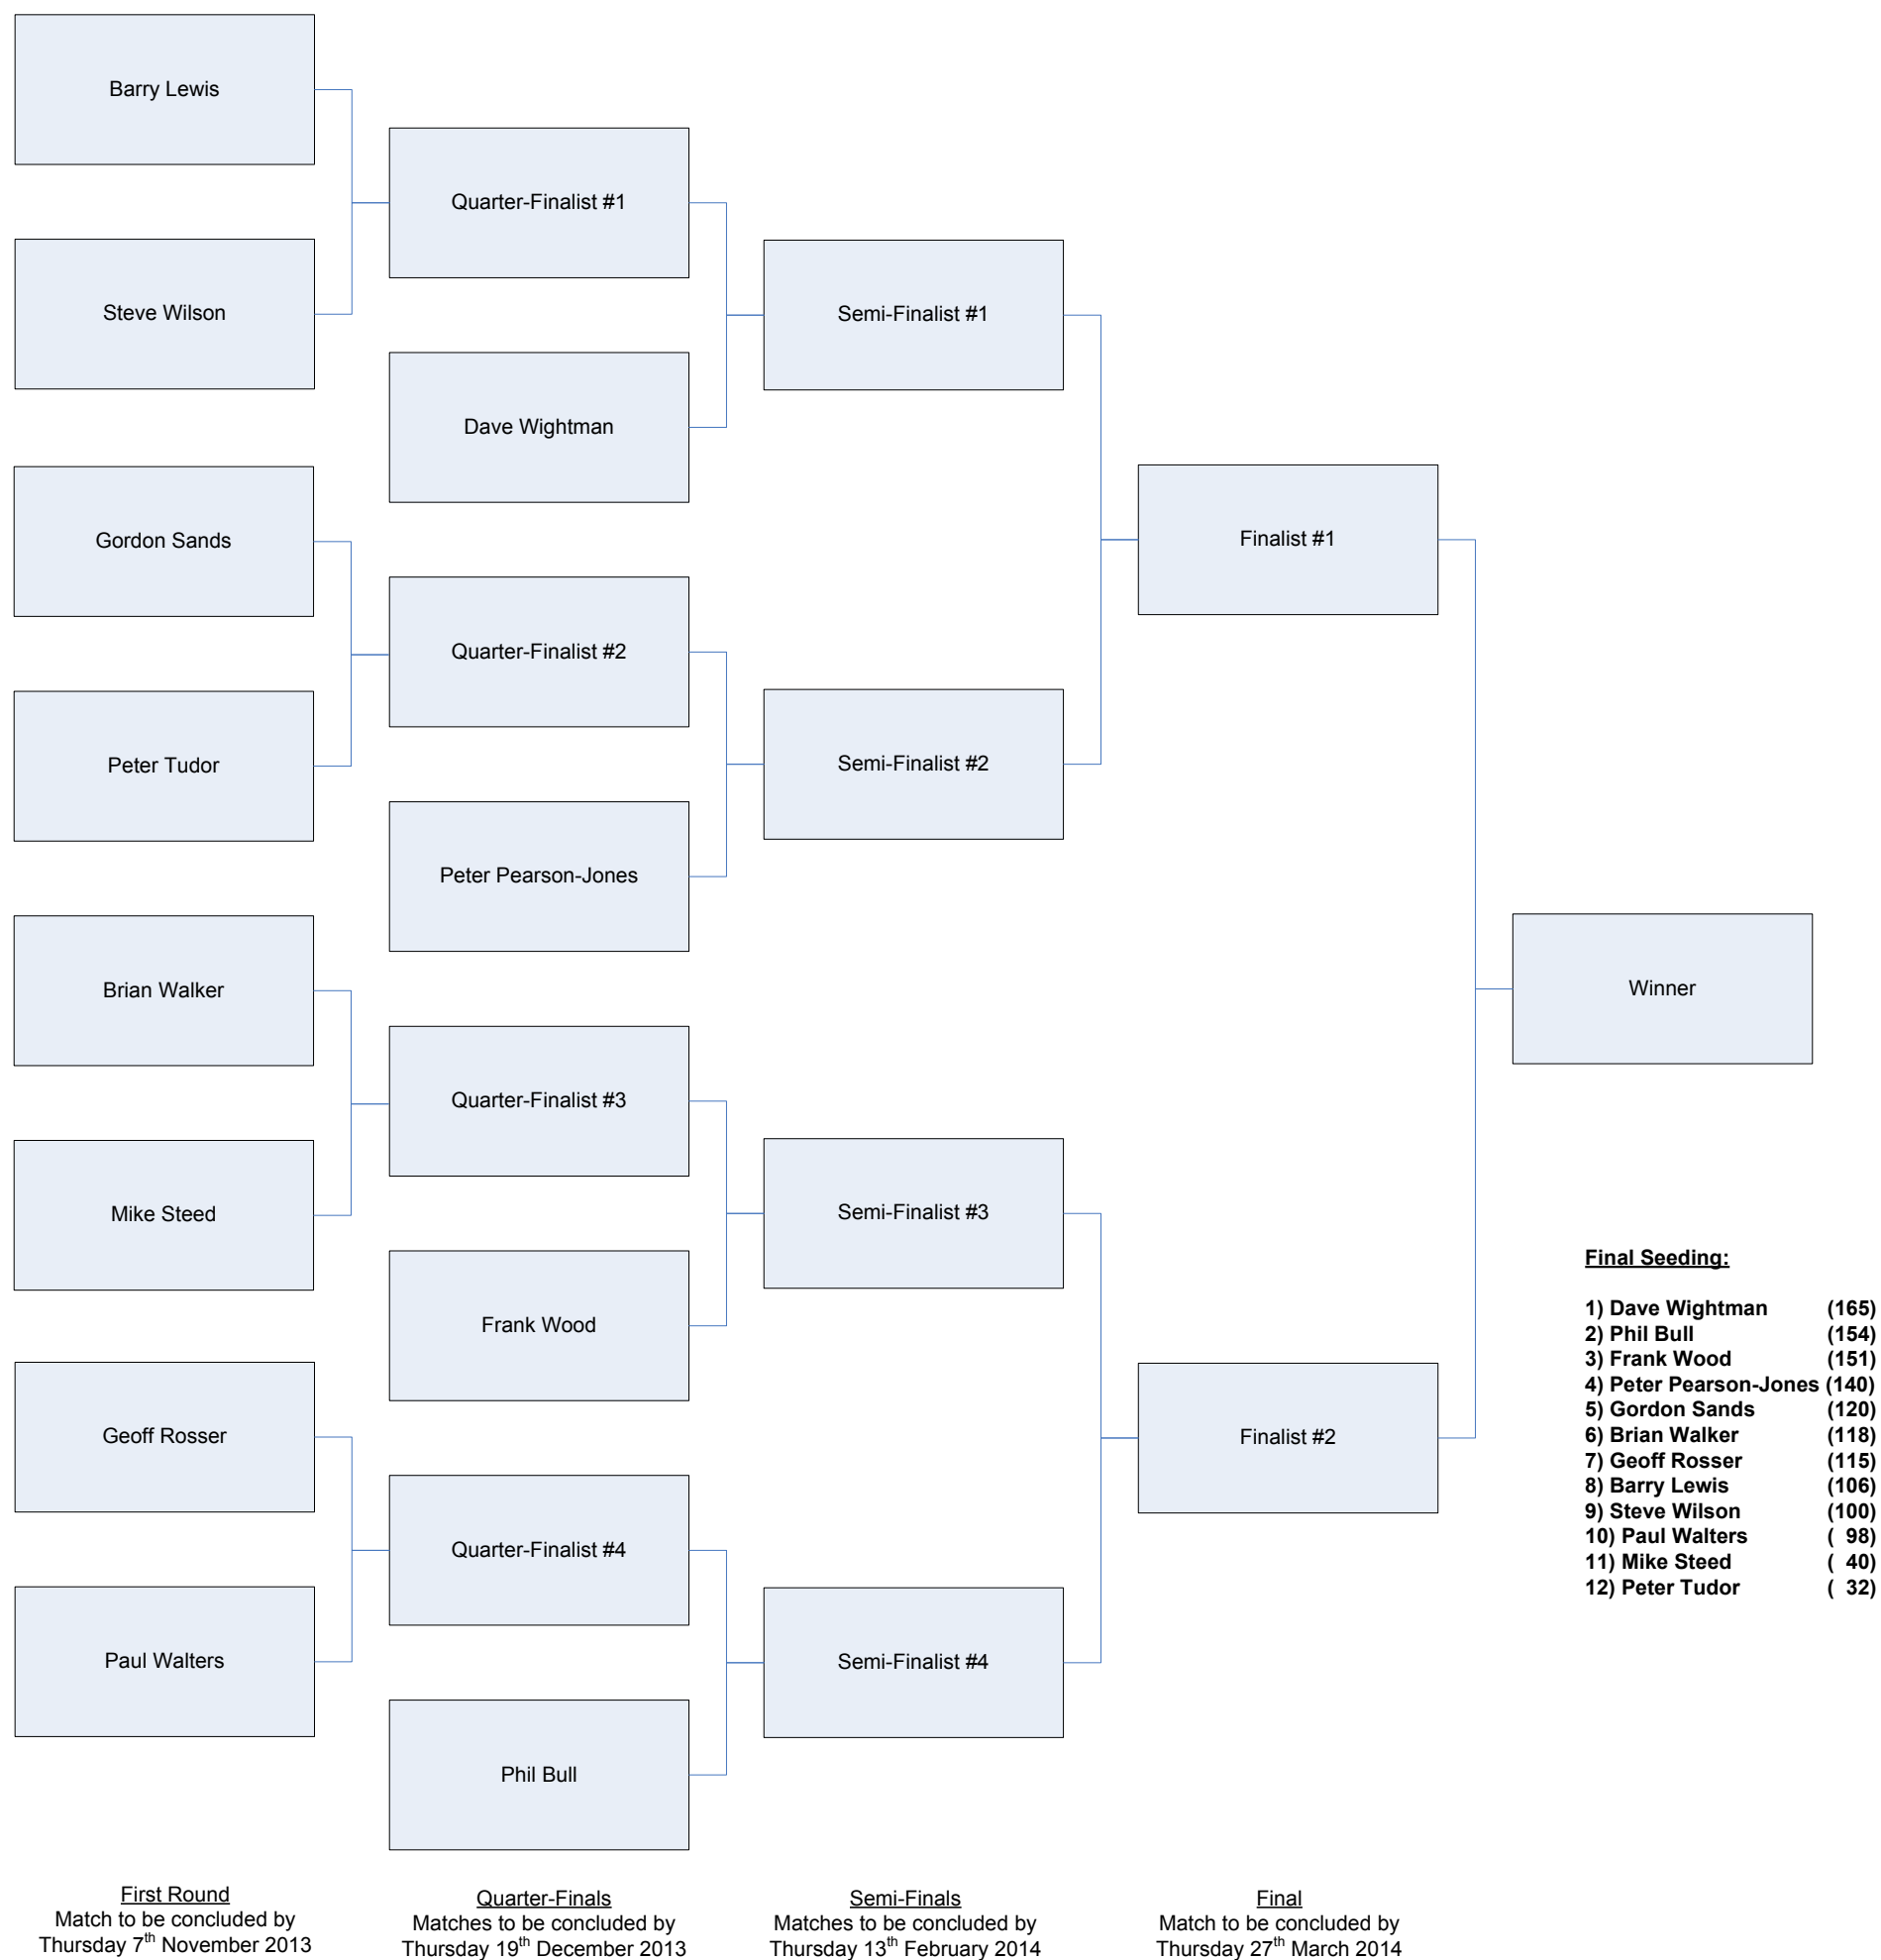 Barry Lewis
Steve Wilson
Gordon Sands
Peter Tudor
Brian Walker
Mike Steed
Geoff Rosser
Paul Walters
Quarter-Finalist #1
Dave Wightman
Quarter-Finalist #2
Peter Pearson-Jones
Quarter-Finalist #3
Frank Wood
Quarter-Finalist #4
Phil Bull
Semi-Finalist #1
Semi-Finalist #2
Semi-Finalist #3
Semi-Finalist #4
Finalist #1
Finalist #2
Winner
Final Seeding:
1) Dave Wightman (165)
2) Phil Bull (154)
3) Frank Wood (151)
4) Peter Pearson-Jones (140)
5) Gordon Sands (120)
6) Brian Walker (118)
7) Geoff Rosser (115)
8) Barry Lewis (106)
9) Steve Wilson (100)
10) Paul Walters ( 98)
11) Mike Steed ( 40)
12) Peter Tudor ( 32)
First Round
Match to be concluded by
Thursday 7th November 2013
Quarter-Finals
Matches to be concluded by
Thursday 19th December 2013
Semi-Finals
Matches to be concluded by
Thursday 13th February 2014
Final
Match to be concluded by
Thursday 27th March 2014